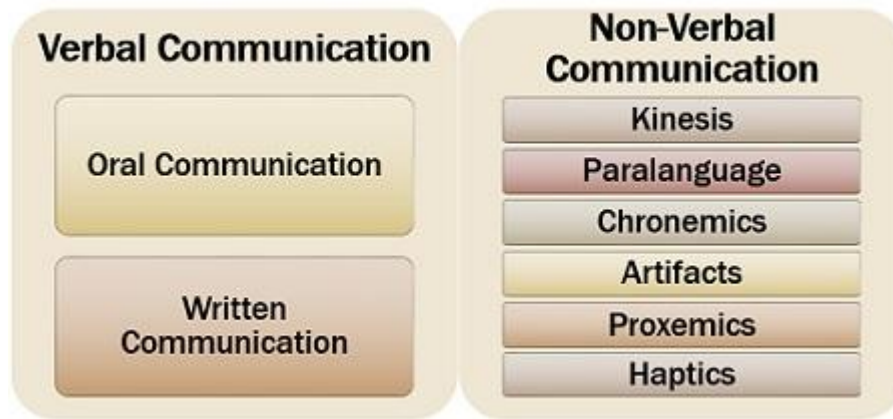 Verbal Communication
Oral Communication
Written
Communication
Non-Verbal
Communication
Kinesis
Paralanguage
Chronemics
Artifacts
Proxemics
Haptics